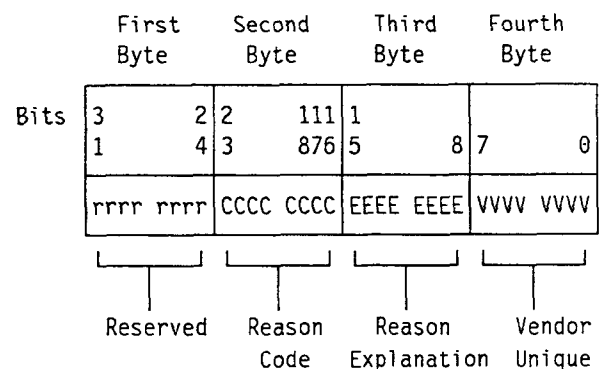 First Second Third Fourth
Byte Byte Byte Byte
Bits 3 2 2 111 1
1 4 3 876 5 8 7 0
rrrr rrrr CCCC CCCC EEEE EEEE VVVV VVVV
Reserved Reason Reason Vendor
Code Explanation Unique